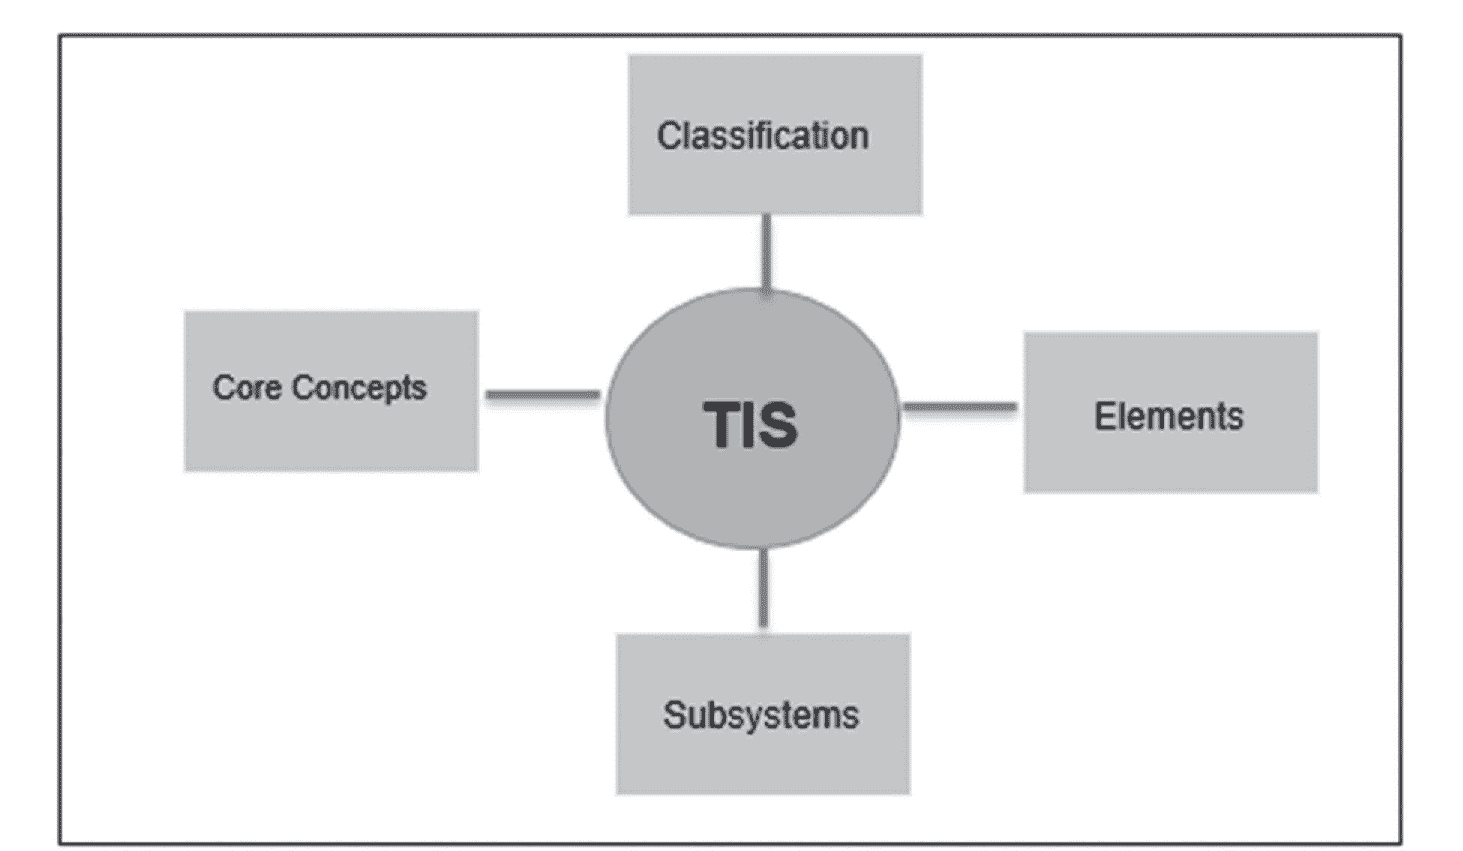 Classification
Core Concepts
TIS
Elements
Subsystems